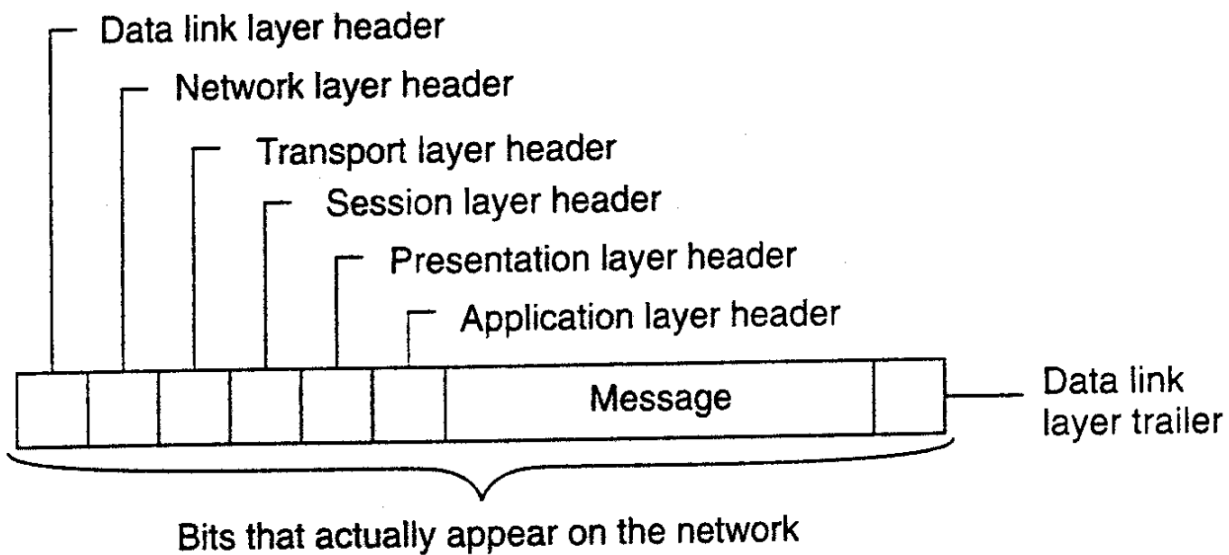 Data link layer header
Network layer header
Transport layer header
Session layer header
Presentation layer header
Application layer header
Message
Data link
layer trailer
Bits that actually appear on the network